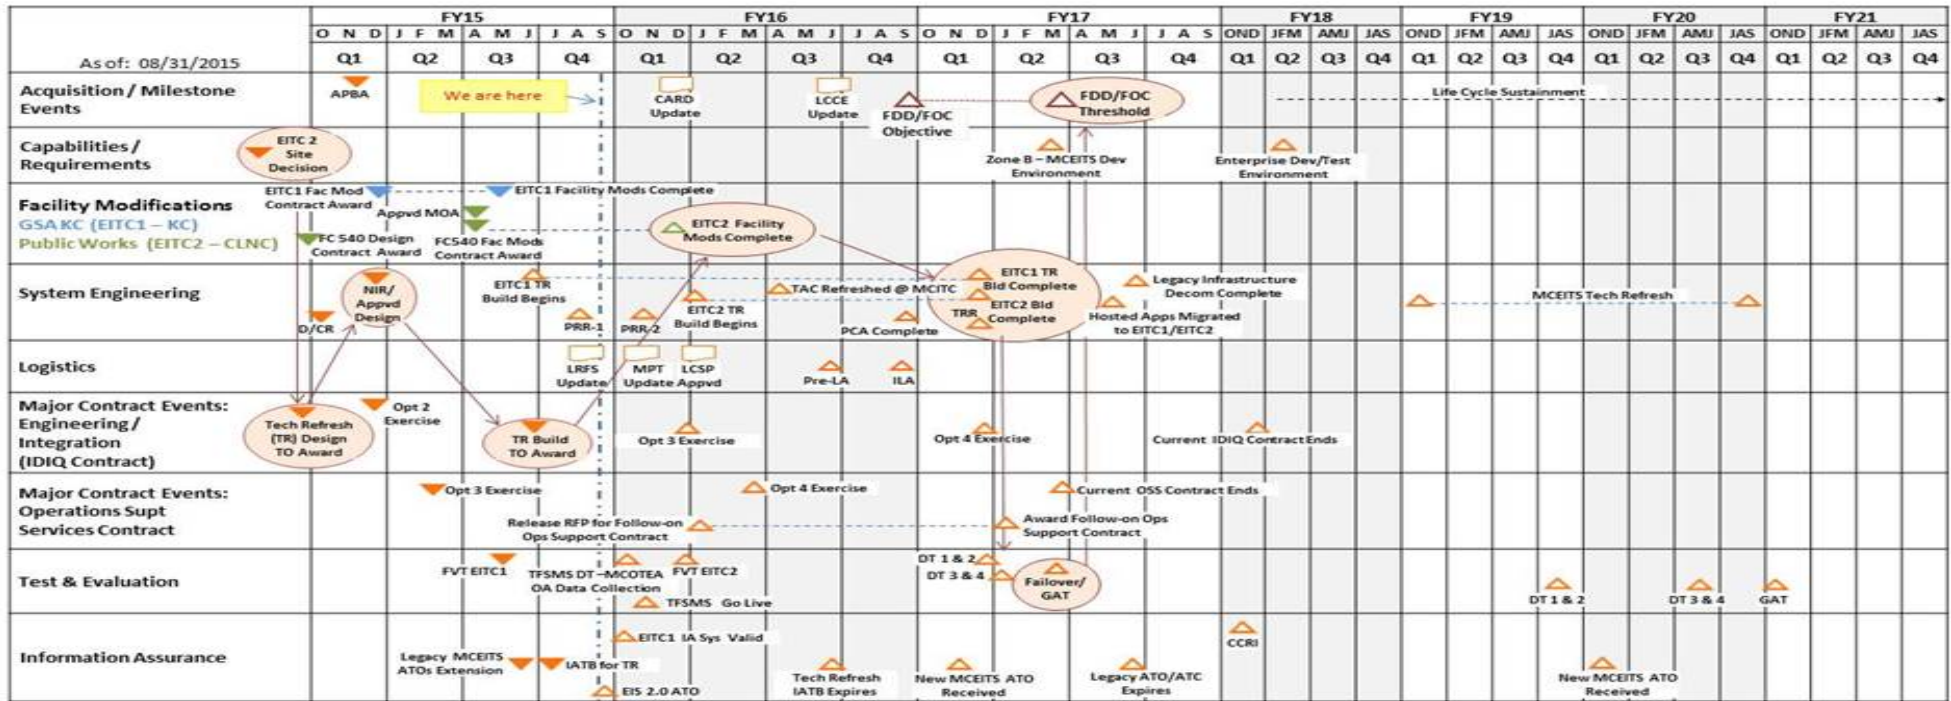 FY15 FY16 FY17 FY18 FY19 FY20 FY21
O N D J F M A M J J A S O N D J F M A M J J A S O N D J F M A M J J A S OND JFM AMJ JAS OND JFM AMJ JAS OND JFM AMJ JAS OND JFM AMJ JAS
As of: 08/31/2015
Q1 Q2 Q3 Q4 Q1 Q2 Q3 Q4 Q1 Q2 Q3 Q4 Q1 Q2 Q3 Q4 Q1 Q2 Q3 Q4 Q1 Q2 Q3 Q4 Q1 Q2 Q3 Q4
Acquisition / Milestone
Events
APBA
We are here
CARD
Update
LCCE
Update
FDD/FOC
Objective
FDD/FOC
Threshold
Life Cycle Sustainment
Capabilities /
Requirements
EITC 2
Site
Decision
Zone B – MCEITS Dev
Environment
Enterprise Dev/Test
Environment
Facility Modifications
GSA KC (EITC1 – KC)
Public Works (EITC2 – CLNC)
EITC1 Fac Mod
Contract Award
EITC1 Facility Mods Complete
Appvd MOA
FC 540 Design
Contract Award
FC540 Fac Mods
Contract Award
EITC2 Facility
Mods Complete
System Engineering
D/CR
NIR/
Appvd
Design
EITC1 TR
Build Begins
PRR-1
PRR-2
EITC2 TR
Build Begins
TAC Refreshed @ MCITC
PCA Complete
EITC1 TR
Bld Complete
EITC2 Bld
Complete
TRR
Legacy Infrastructure
Decom Complete
Hosted Apps Migrated
to EITC1/EITC2
MCEITS Tech Refresh
Logistics
LRFS
Update
MPT
Update
LCSP
Appvd
Pre-LA
ILA
Major Contract Events:
Engineering /
Integration
(IDIQ Contract)
Tech Refresh
(TR) Design
TO Award
Opt 2
Exercise
TR Build
TO Award
Opt 3 Exercise
Opt 4 Exercise
Current IDIQ Contract Ends
Major Contract Events:
Operations Supt
Services Contract
Opt 3 Exercise
Opt 4 Exercise
Current OSS Contract Ends
Release RFP for Follow-on
Ops Support Contract
Award Follow-on Ops
Support Contract
Test & Evaluation
FVT EITC1
TFSMS DT –MCOTEA
OA Data Collection
FVT EITC2
TFSMS Go Live
DT 1 & 2
DT 3 & 4
Failover/
GAT
DT 1 & 2
DT 3 & 4
GAT
Information Assurance
Legacy MCEITS
ATOs Extension
IATB for TR
EITC1 IA Sys Valid
EIS 2.0 ATO
Tech Refresh
IATB Expires
New MCEITS ATO
Received
Legacy ATO/ATC
Expires
CCRI
New MCEITS ATO
Received